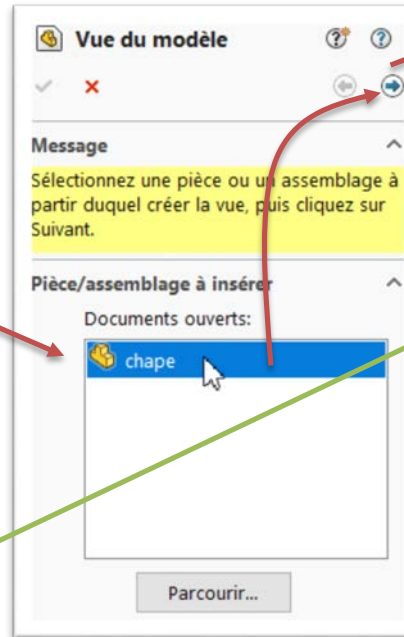 Vue du modèle
Message
Sélectionnez une pièce ou un assemblage à
partir duquel créer la vue, puis cliquez sur
Suivant.
Pièce/assemblage à insérer
Documents ouverts:
chape
Parcourir...